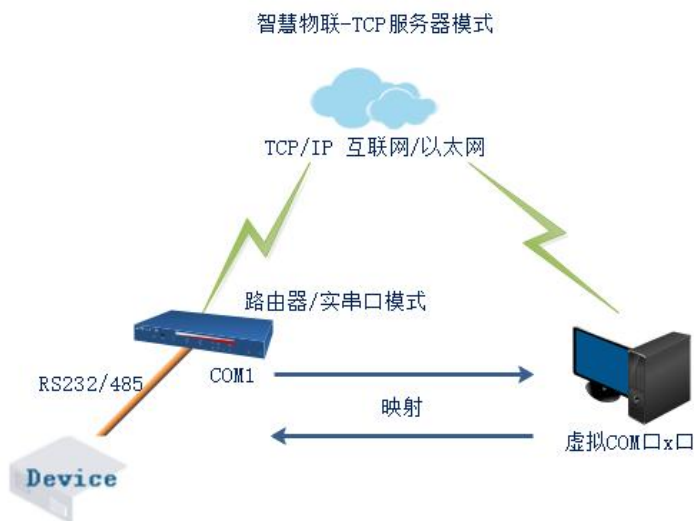 智慧物联-TCP服务器模式
TCP/IP 互联网/以太网
路由器/实串口模式
COM1
RS232/485
映射
虚拟COM口x口
Device